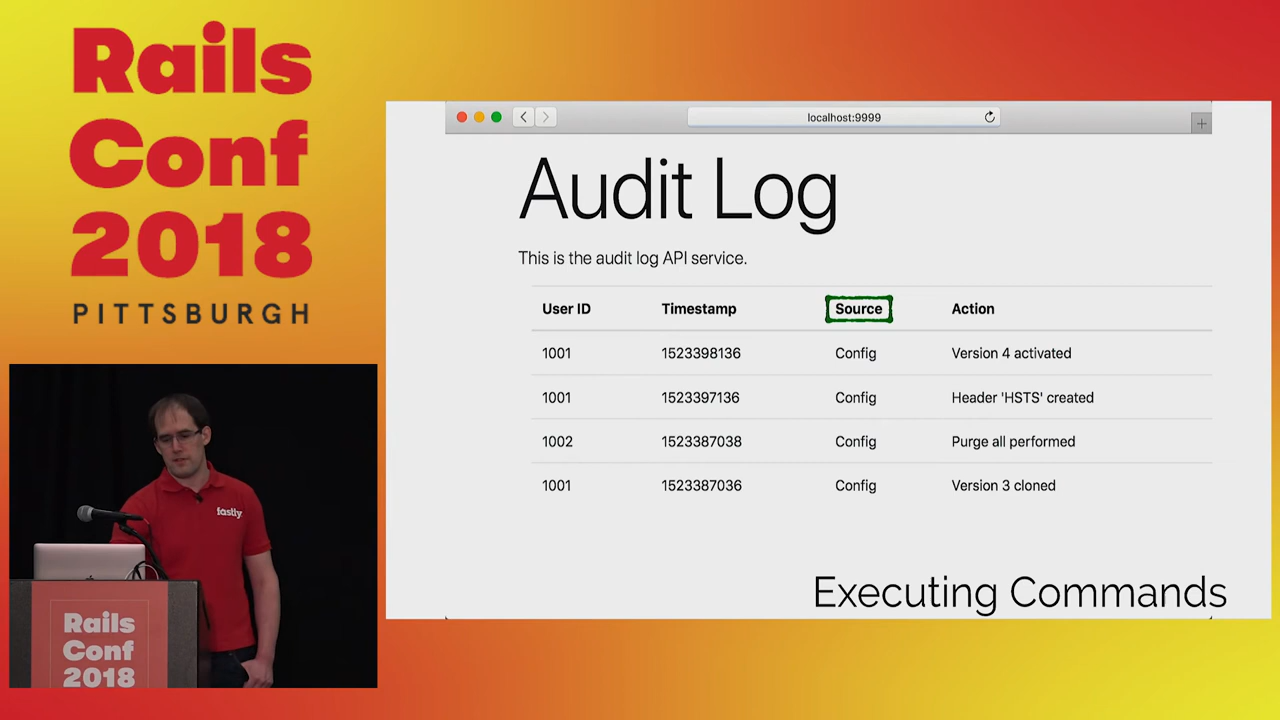 Rails
Conf
2018
PITTSBURGH
localhost:9999
Audit Log
This is the audit log API service.
User ID Timestamp Source Action
1001 1523398136 Config Version 4 activated
1001 1523397136 Config Header 'HSTS' created
1002 1523387038 Config Purge all performed
1001 1523387036 Config Version 3 cloned
Executing Commands
fastly
Rails
Conf
2018